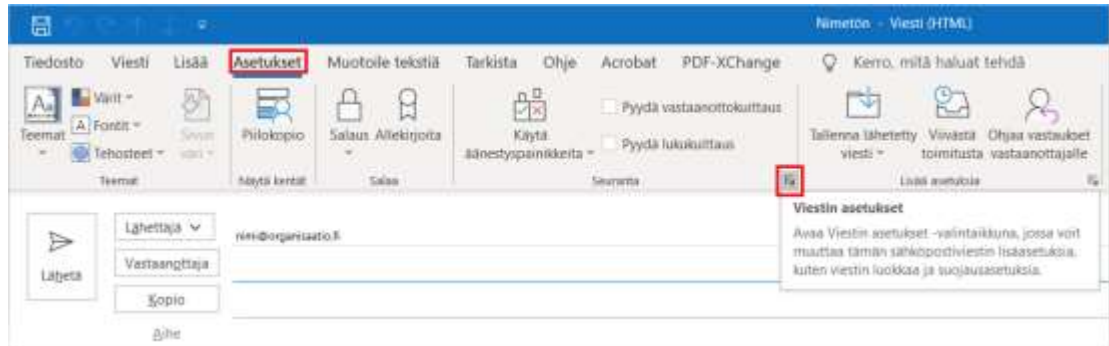 Nimetön - Viesti (HTML)
Tiedosto Viesti Lisää Asetukset Muotoile tekstiä Tarkista Ohje Acrobat PDF-XChange Kerro, mitä haluat tehdä
Teemat
Värit
Fontit
Tehosteet
Sivun väri
Piilokopio
Salaus Allekirjoita
Käytä äänestyspainikkeita
Pyydä vastaanottokuittaus
Pyydä lukukuittaus
Tallenna lähetetty viesti
Viivästä toimitusta
Ohjaa vastaukset vastaanottajalle
Teemat Näytä kentät Salaa Seuranta Lisää asetuksia
Viestin asetukset
Avaa Viestin asetukset -valintaikkuna, jossa voit
muuttaa tämän sähköpostiviestin lisäasetuksia,
kuten viestin luokkaa ja suojausasetuksia.
Lähetä
Lähettäjä
nimi@organisaatio.fi
Vastaanottaja
Kopio
Aihe